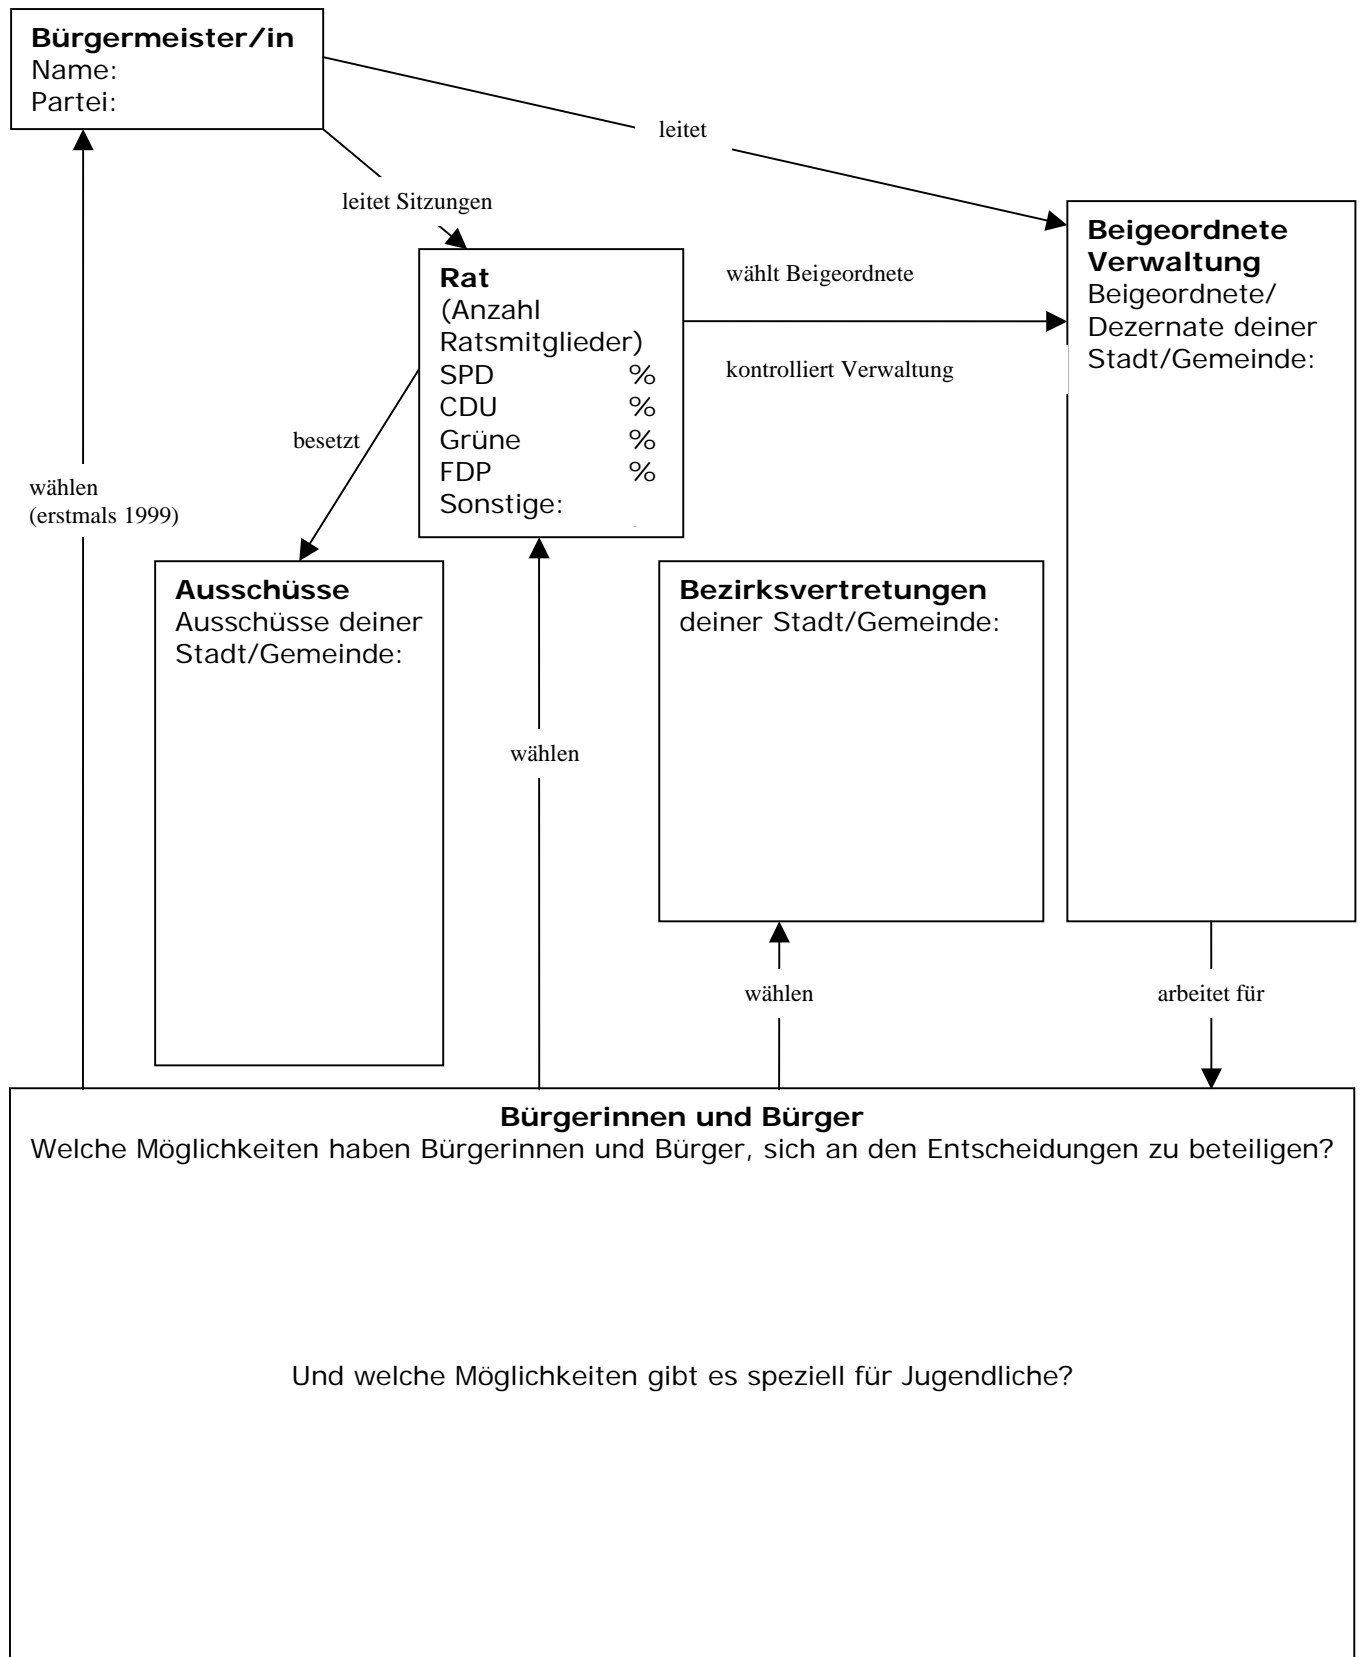 Bürgermeister/in
Name:
Partei:
leitet
leitet Sitzungen
Rat
(Anzahl
Ratsmitglieder)
SPD %
CDU %
Grüne %
FDP %
Sonstige:
wählt Beigeordnete
kontrolliert Verwaltung
Beigeordnete
Verwaltung
Beigeordnete/
Dezernate deiner
Stadt/Gemeinde:
besetzt
wählen
(erstmals 1999)
Ausschüsse
Ausschüsse deiner
Stadt/Gemeinde:
wählen
Bezirksvertretungen
deiner Stadt/Gemeinde:
wählen
arbeitet für
Bürgerinnen und Bürger
Welche Möglichkeiten haben Bürgerinnen und Bürger, sich an den Entscheidungen zu beteiligen?
Und welche Möglichkeiten gibt es speziell für Jugendliche?